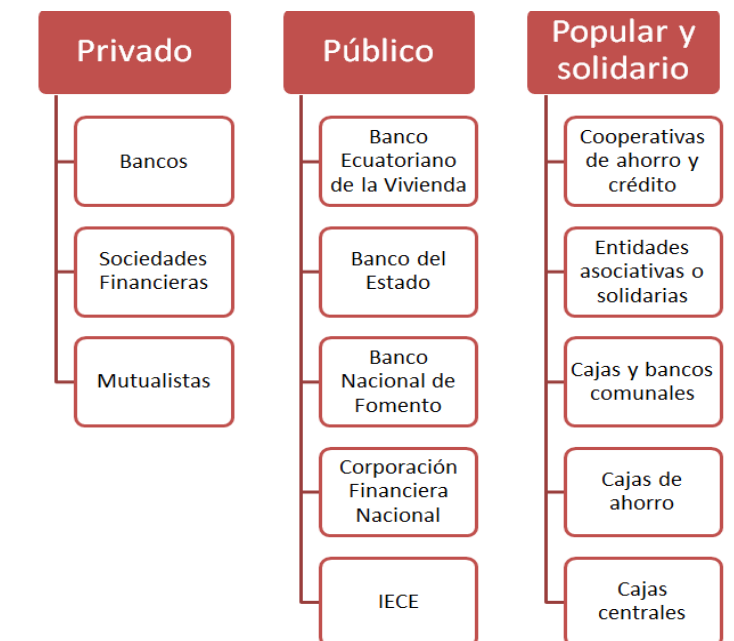 Privado
Bancos
Sociedades
Financieras
Mutualistas
Público
Banco
Ecuatoriano
de la Vivienda
Banco del
Estado
Banco
Nacional de
Fomento
Corporación
Financiera
Nacional
IECE
Popular y
solidario
Cooperativas
de ahorro y
crédito
Entidades
asociativas o
solidarias
Cajas y bancos
comunales
Cajas de
ahorro
Cajas
centrales